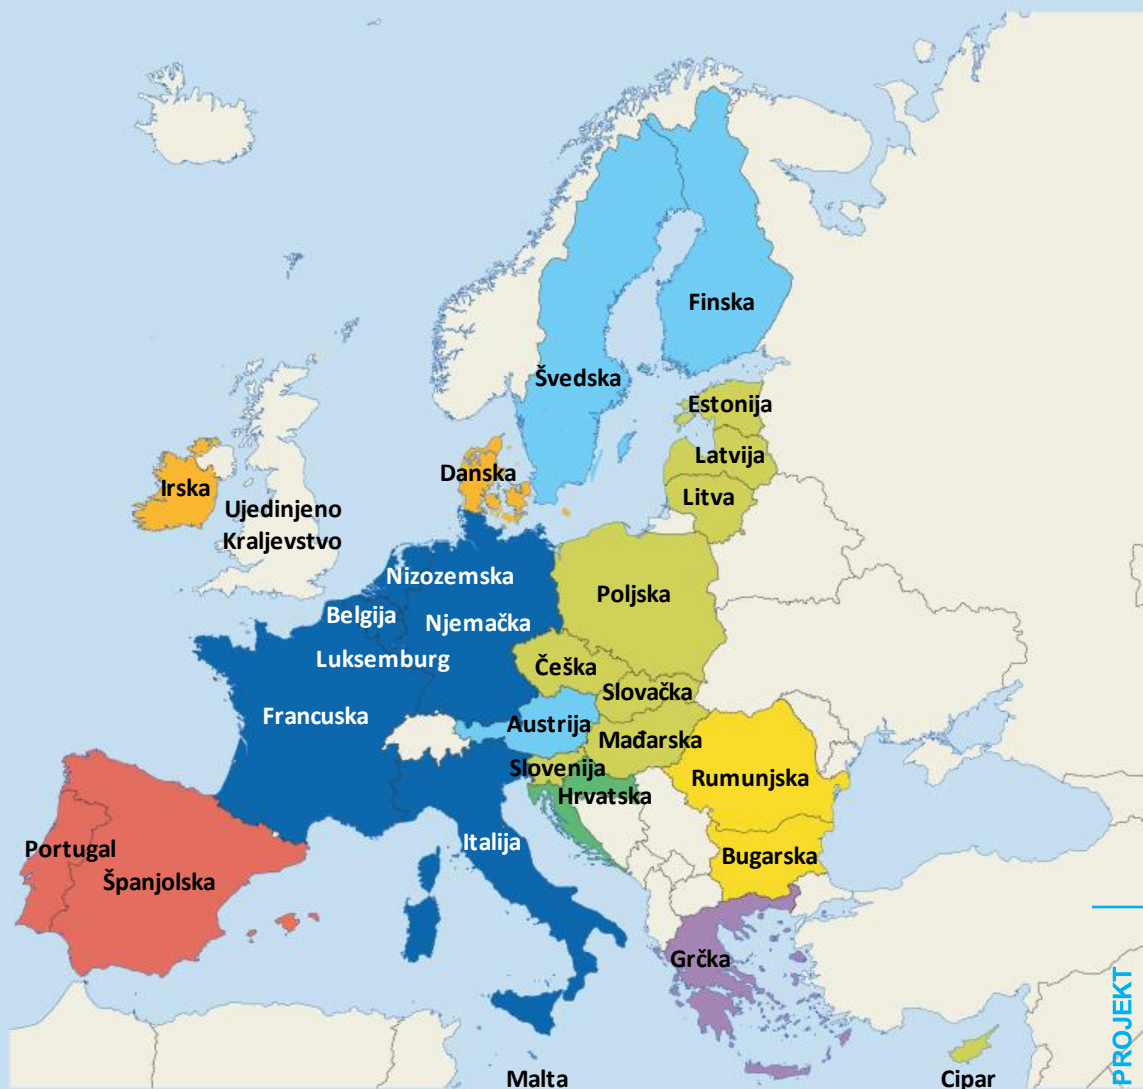 Finska
Švedska
Estonija
Latvija
Litva
Danska
Irska
Ujedinjeno
Kraljevstvo
Nizozemska
Belgija
Njemačka
Luksemburg
Poljska
Češka
Slovačka
Francuska
Austrija
Mađarska
Slovenija
Hrvatska
Rumunjska
Italija
Portugal
Španjolska
Bugarska
Grčka
PROJEKT
Malta
Cipar